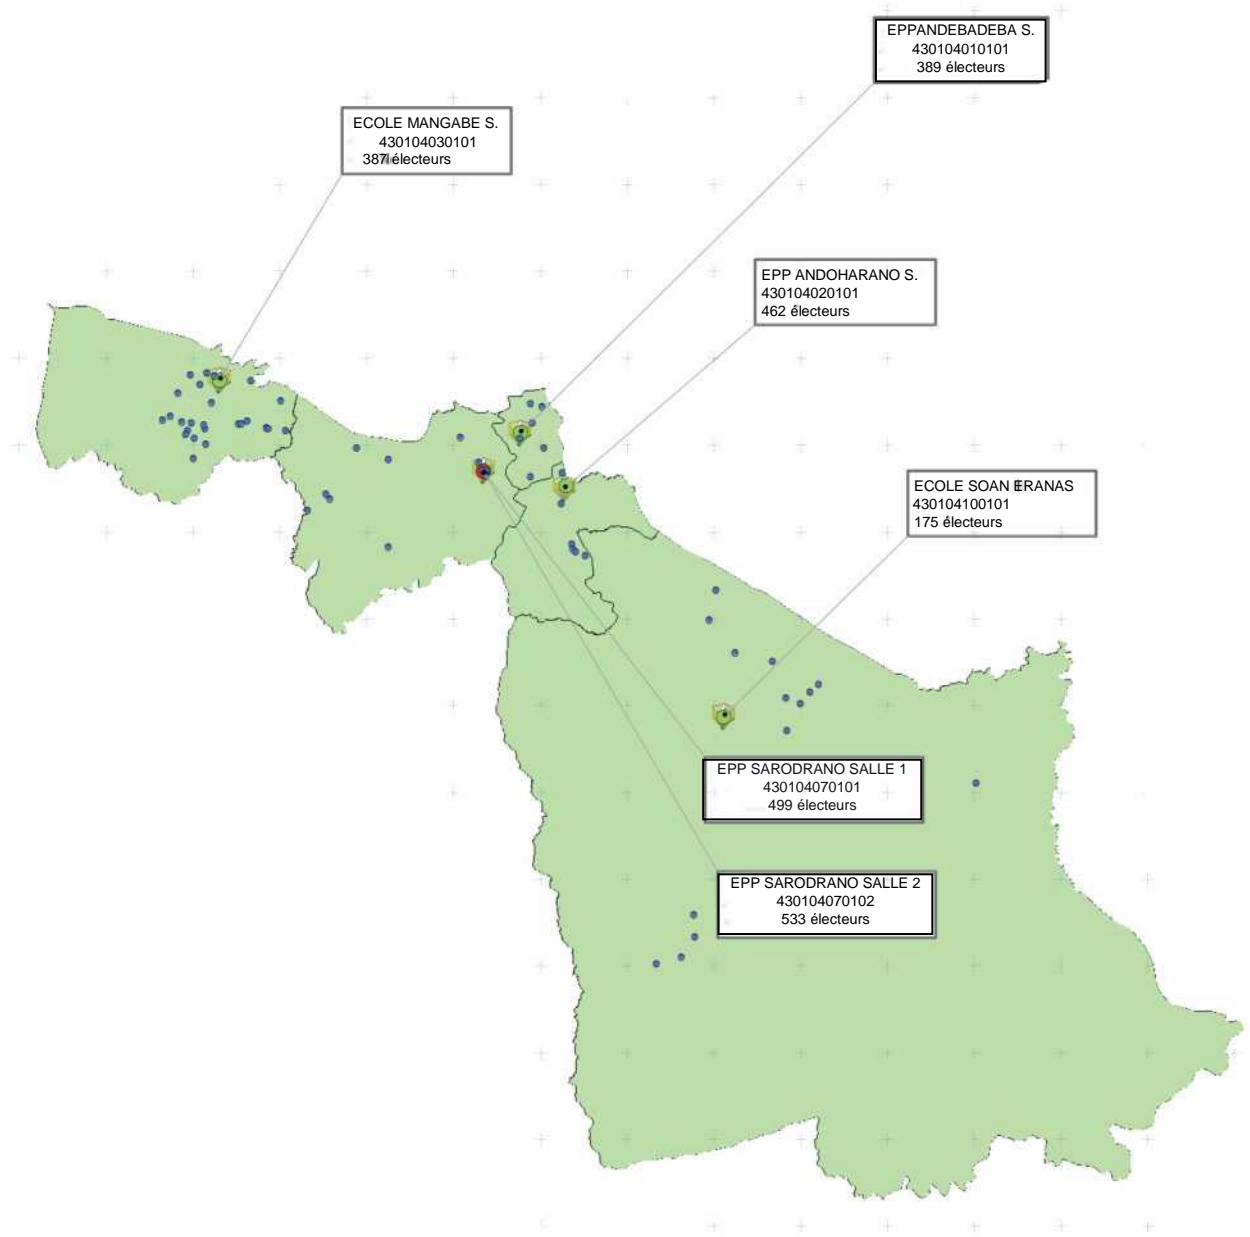 EPPANDEBADEBA S.
430104010101
389 électeurs
ECOLE MANGABE S.
430104030101
387 électeurs
EPP ANDOHARANO S.
430104020101
462 électeurs
ECOLE SOAN ERANAS
430104100101
175 électeurs
EPP SARODRANO SALLE 1
430104070101
499 électeurs
EPP SARODRANO SALLE 2
430104070102
533 électeurs